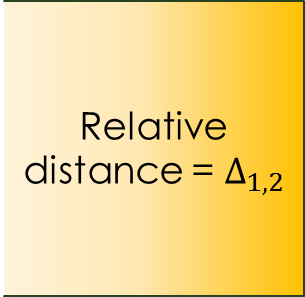 Relative
distance = Δ₁,₂